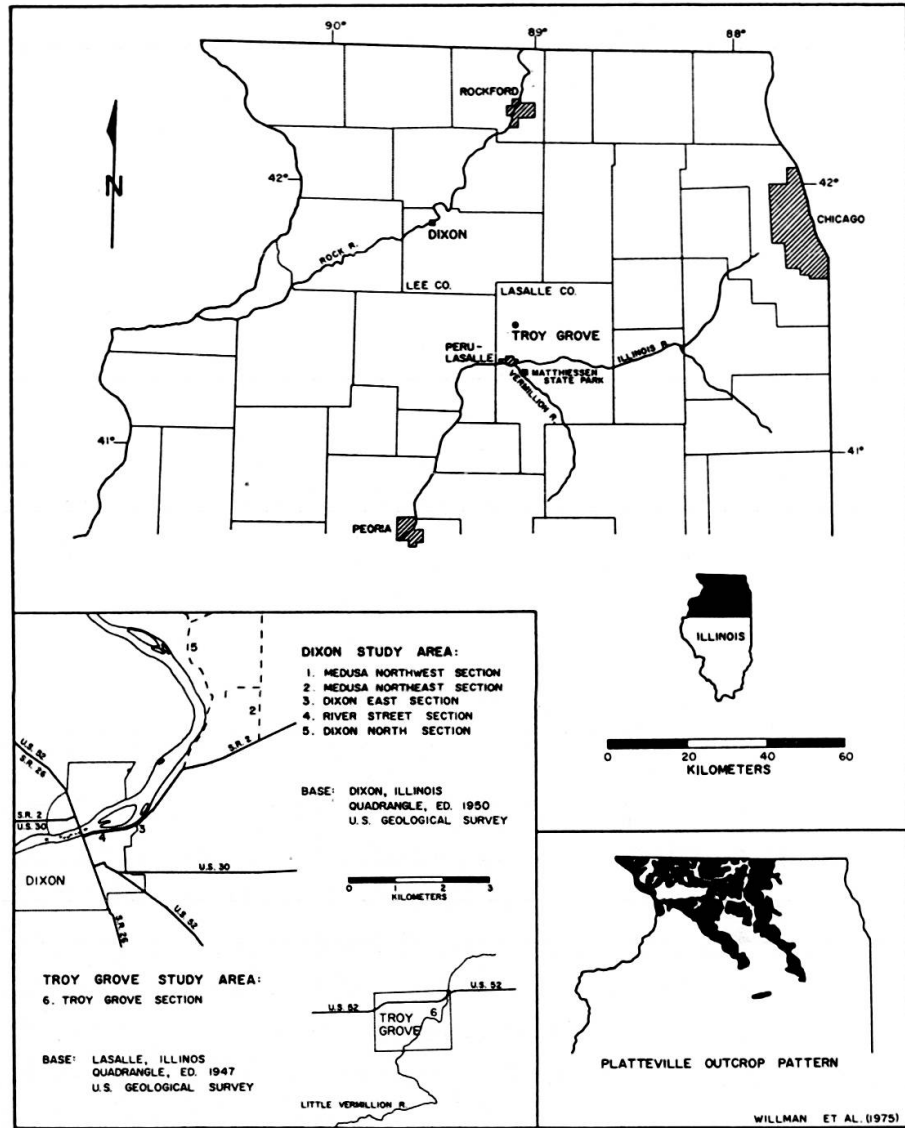 90°
89°
88°
ROCKFORD
N
42°
42°
CHICAGO
DIXON
ROCK R.
LEE CO.
LASALLE CO.
TROY GROVE
PERU-
LASALLE
ILLINOIS R.
MATTHIESSEN
STATE PARK
VERMILLION R.
41°
41°
PEORIA
ILLINOIS
0 20 40 60
KILOMETERS
DIXON STUDY AREA:
1. MEDUSA NORTHWEST SECTION
2. MEDUSA NORTHEAST SECTION
3. DIXON EAST SECTION
4. RIVER STREET SECTION
5. DIXON NORTH SECTION
BASE: DIXON, ILLINOIS
QUADRANGLE, ED. 1950
U.S. GEOLOGICAL SURVEY
0 1 2 3
KILOMETERS
15
2
S.R. 2
U.S. 52
S.R. 26
S.R. 2
U.S. 30
4
3
DIXON
U.S. 30
U.S. 52
S.R. 26
TROY GROVE STUDY AREA:
6. TROY GROVE SECTION
BASE: LASALLE, ILLINOS
QUADRANGLE, ED. 1947
U.S. GEOLOGICAL SURVEY
U.S. 52
U.S. 52
TROY
GROVE
6
LITTLE VERMILLION R.
PLATTEVILLE OUTCROP PATTERN
WILLMAN ET AL. (1975)